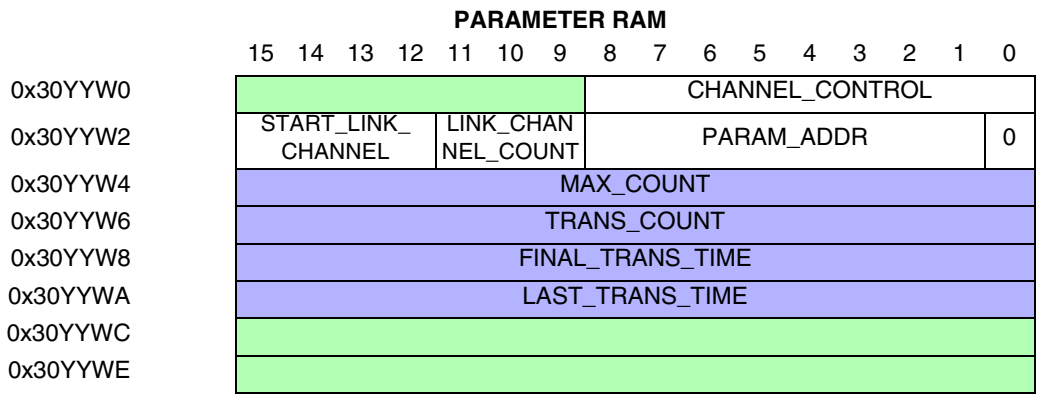 PARAMETER RAM
15 14 13 12 11 10 9 8 7 6 5 4 3 2 1 0
0x30YYW0 CHANNEL_CONTROL
0x30YYW2 START_LINK_ LINK_CHAN PARAM_ADDR 0
CHANNEL NEL_COUNT
0x30YYW4 MAX_COUNT
0x30YYW6 TRANS_COUNT
0x30YYW8 FINAL_TRANS_TIME
0x30YYWA LAST_TRANS_TIME
0x30YYWC
0x30YYWE